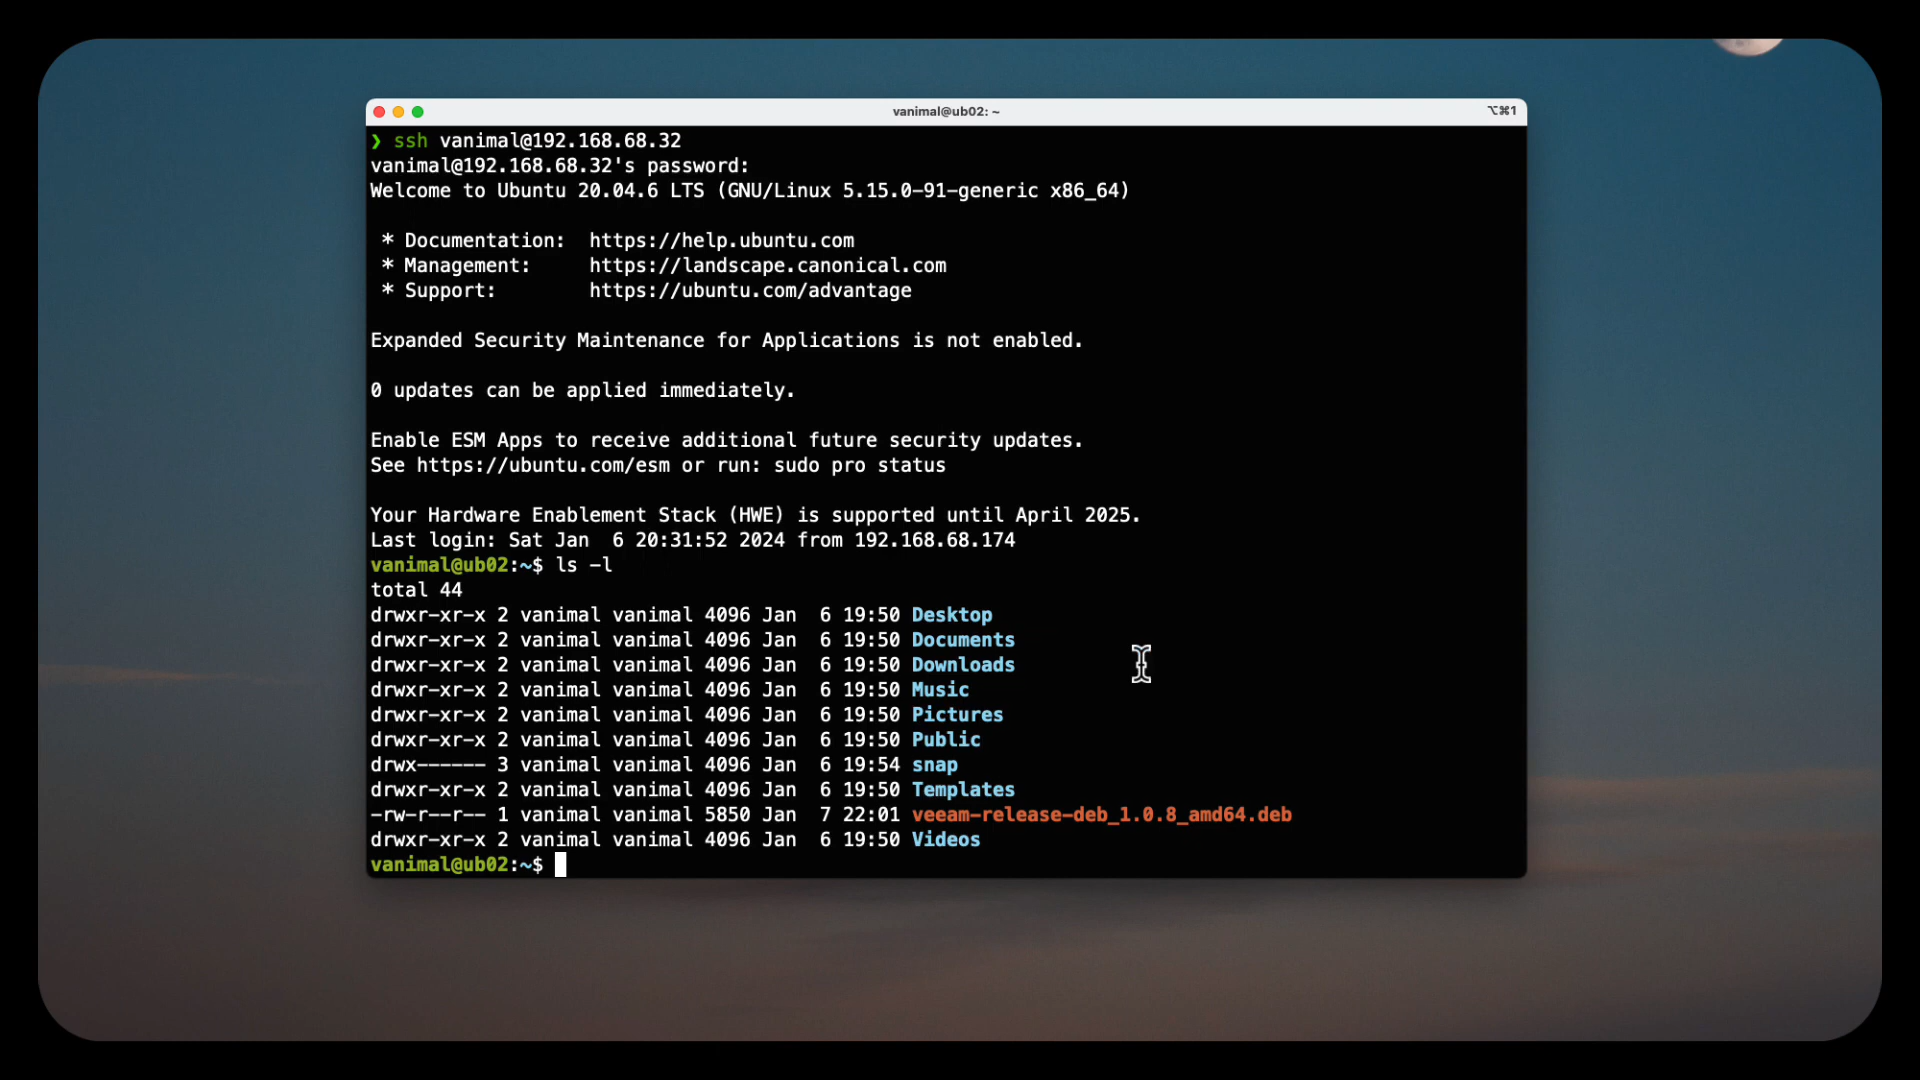 vanimal@ub02: ~
⌥⌘1
❯ ssh vanimal@192.168.68.32
vanimal@192.168.68.32's password:
Welcome to Ubuntu 20.04.6 LTS (GNU/Linux 5.15.0-91-generic x86_64)
* Documentation:  https://help.ubuntu.com
* Management:     https://landscape.canonical.com
* Support:        https://ubuntu.com/advantage
Expanded Security Maintenance for Applications is not enabled.
0 updates can be applied immediately.
Enable ESM Apps to receive additional future security updates.
See https://ubuntu.com/esm or run: sudo pro status
Your Hardware Enablement Stack (HWE) is supported until April 2025.
Last login: Sat Jan  6 20:31:52 2024 from 192.168.68.174
vanimal@ub02:~$ ls -l
total 44
drwxr-xr-x 2 vanimal vanimal 4096 Jan  6 19:50 Desktop
drwxr-xr-x 2 vanimal vanimal 4096 Jan  6 19:50 Documents
drwxr-xr-x 2 vanimal vanimal 4096 Jan  6 19:50 Downloads
drwxr-xr-x 2 vanimal vanimal 4096 Jan  6 19:50 Music
drwxr-xr-x 2 vanimal vanimal 4096 Jan  6 19:50 Pictures
drwxr-xr-x 2 vanimal vanimal 4096 Jan  6 19:50 Public
drwx------ 3 vanimal vanimal 4096 Jan  6 19:54 snap
drwxr-xr-x 2 vanimal vanimal 4096 Jan  6 19:50 Templates
-rw-r--r-- 1 vanimal vanimal 5850 Jan  7 22:01 veeam-release-deb_1.0.8_amd64.deb
drwxr-xr-x 2 vanimal vanimal 4096 Jan  6 19:50 Videos
vanimal@ub02:~$